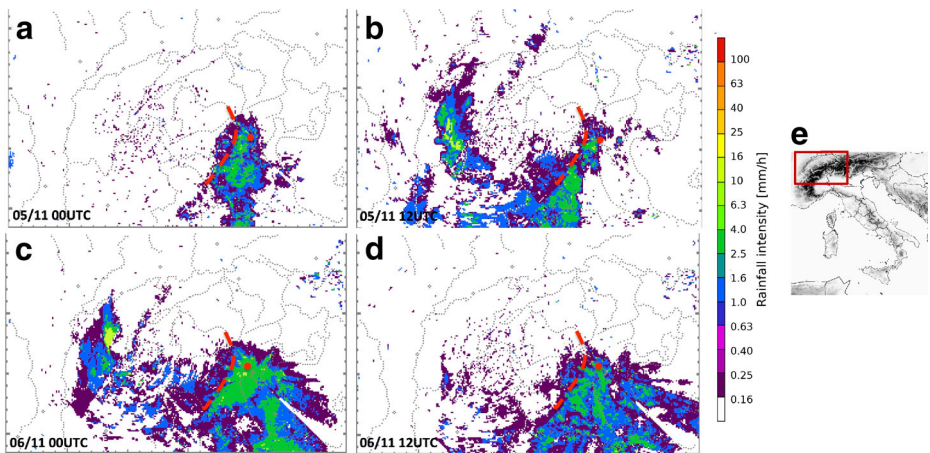 a
05/11 00UTC
b
05/11 12UTC
c
06/11 00UTC
d
06/11 12UTC
100
63
40
25
16
10
6.3
4.0
2.5
1.6
1.0
0.63
0.40
0.25
0.16
Rainfall intensity [mm/h]
e